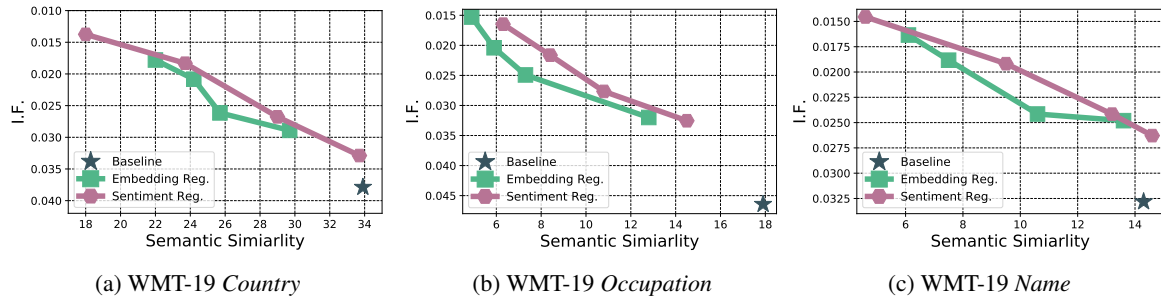 0.010
0.015
0.020
0.025
0.030
0.035
0.040
I.F.
Baseline
Embedding Reg.
Sentiment Reg.
18 20 22 24 26 28 30 32 34
Semantic Simiarlity
(a) WMT-19 Country
0.015
0.020
0.025
0.030
0.035
0.040
0.045
I.F.
Baseline
Embedding Reg.
Sentiment Reg.
6 8 10 12 14 16 18
Semantic Simiarlity
(b) WMT-19 Occupation
0.0150
0.0175
0.0200
0.0225
0.0250
0.0275
0.0300
0.0325
I.F.
Baseline
Embedding Reg.
Sentiment Reg.
6 8 10 12 14
Semantic Simiarlity
(c) WMT-19 Name